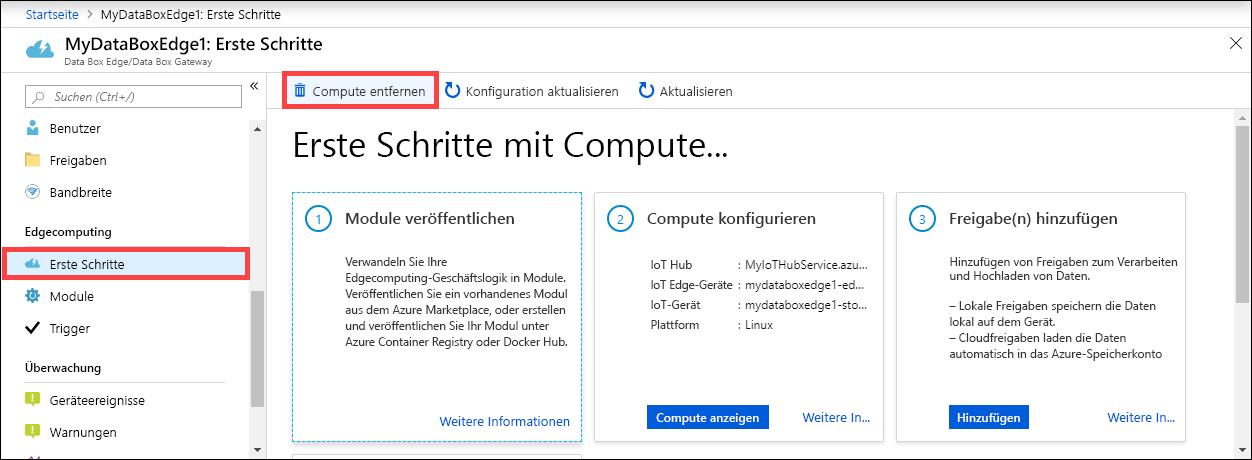 Startseite > MyDataBoxEdge1: Erste Schritte
MyDataBoxEdge1: Erste Schritte
Data Box Edge/Data Box Gateway
Suchen (Ctrl+/)
Benutzer
Freigaben
Bandbreite
Edgecomputing
Erste Schritte
Module
Trigger
Überwachung
Geräteereignisse
Warnungen
Compute entfernen
Konfiguration aktualisieren
Aktualisieren
Erste Schritte mit Compute...
1 Module veröffentlichen
Verwandeln Sie Ihre
Edgecomputing-Geschäftslogik in Module.
Veröffentlichen Sie ein vorhandenes Modul
aus dem Azure Marketplace, oder erstellen
und veröffentlichen Sie Ihr Modul unter
Azure Container Registry oder Docker Hub.
Weitere Informationen
2 Compute konfigurieren
IoT Hub : MyIoTHubService.azu...
IoT Edge-Geräte : mydataboxedge1-ed...
IoT-Gerät : mydataboxedge1-sto...
Plattform : Linux
Compute anzeigen
Weitere In...
3 Freigabe(n) hinzufügen
Hinzufügen von Freigaben zum Verarbeiten
und Hochladen von Daten.
– Lokale Freigaben speichern die Daten
lokal auf dem Gerät.
– Cloudfreigaben laden die Daten
automatisch in das Azure-Speicherkonto
Hinzufügen
Weitere In...